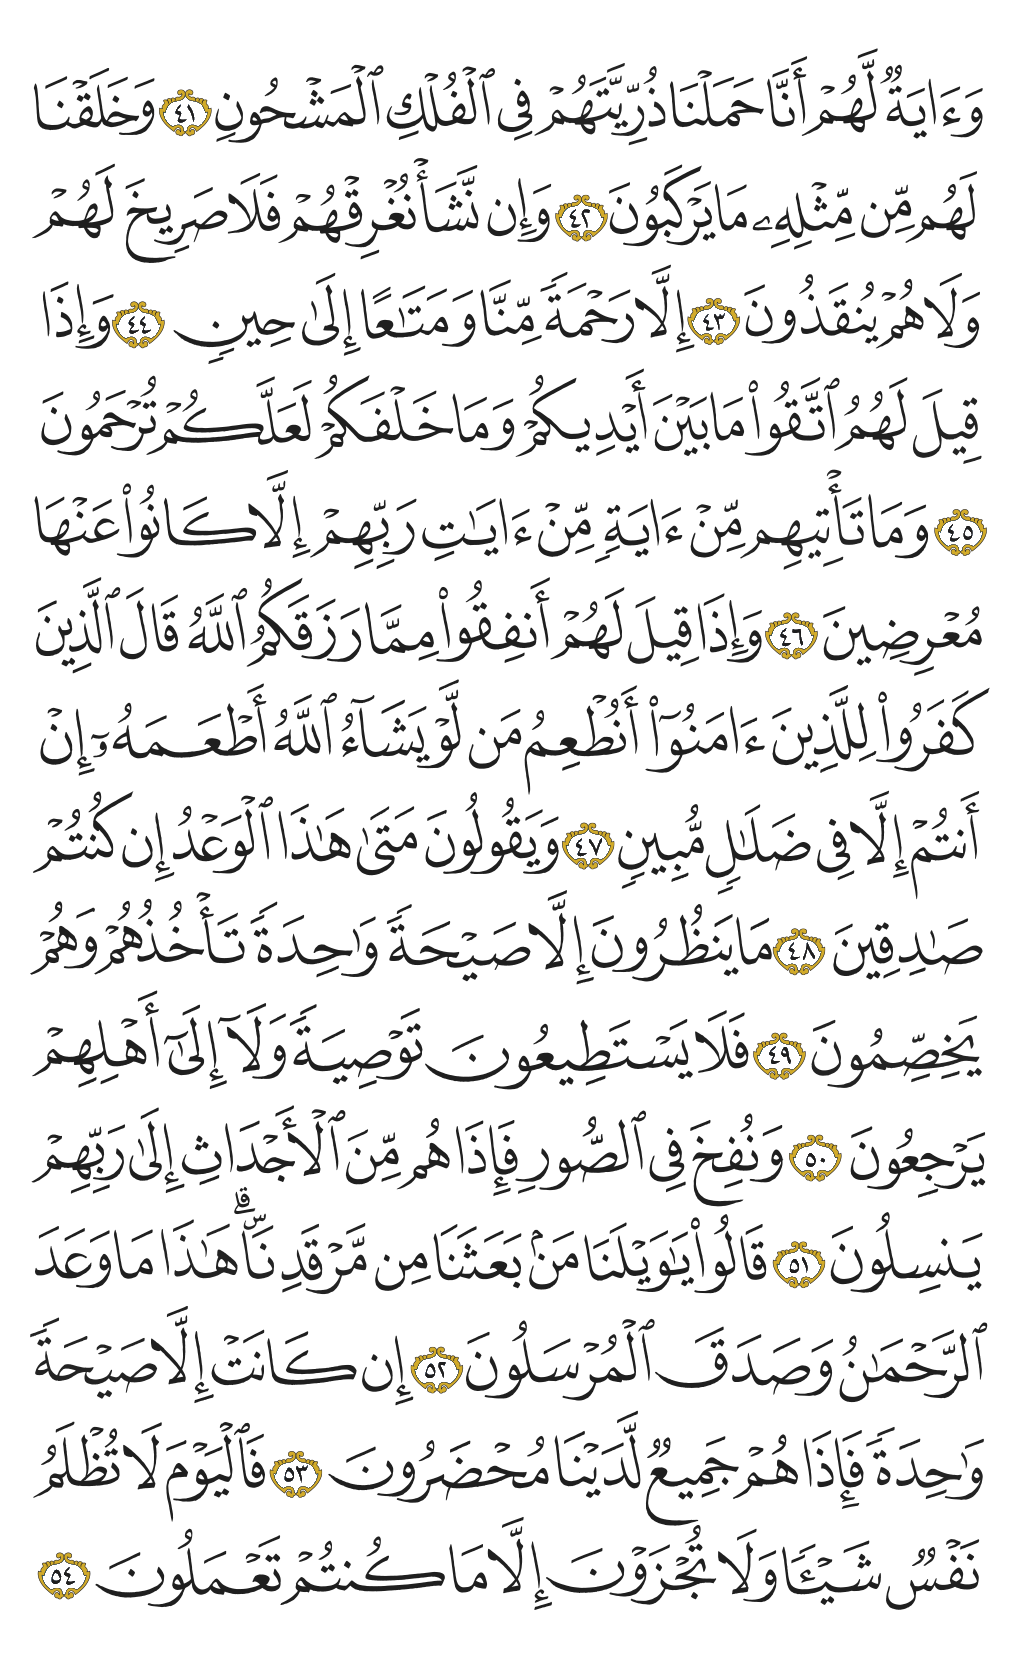 وَءَايَةٌ لَّهُمْ أَنَّا حَمَلْنَا ذُرِّيَّتَهُمْ فِى ٱلْفُلْكِ ٱلْمَشْحُونِ ٤١ وَخَلَقْنَا
لَهُم مِّن مِّثْلِهِۦ مَا يَرْكَبُونَ ٤٢ وَإِن نَّشَأْ نُغْرِقْهُمْ فَلَا صَرِيخَ لَهُمْ
وَلَا هُمْ يُنقَذُونَ ٤٣ إِلَّا رَحْمَةً مِّنَّا وَمَتَـٰعًا إِلَىٰ حِينٍ ٤٤ وَإِذَا
قِيلَ لَهُمُ ٱتَّقُوا۟ مَا بَيْنَ أَيْدِيكُمْ وَمَا خَلْفَكُمْ لَعَلَّكُمْ تُرْحَمُونَ
٤٥ وَمَا تَأْتِيهِم مِّنْ ءَايَةٍ مِّنْ ءَايَـٰتِ رَبِّهِمْ إِلَّا كَانُوا۟ عَنْهَا
مُعْرِضِينَ ٤٦ وَإِذَا قِيلَ لَهُمْ أَنفِقُوا۟ مِمَّا رَزَقَكُمُ ٱللَّهُ قَالَ ٱلَّذِينَ
كَفَرُوا۟ لِلَّذِينَ ءَامَنُوٓا۟ أَنُطْعِمُ مَن لَّوْ يَشَآءُ ٱللَّهُ أَطْعَمَهُۥٓ إِنْ
أَنتُمْ إِلَّا فِى ضَلَـٰلٍ مُّبِينٍ ٤٧ وَيَقُولُونَ مَتَىٰ هَـٰذَا ٱلْوَعْدُ إِن كُنتُمْ
صَـٰدِقِينَ ٤٨ مَا يَنظُرُونَ إِلَّا صَيْحَةً وَٰحِدَةً تَأْخُذُهُمْ وَهُمْ
يَخِصِّمُونَ ٤٩ فَلَا يَسْتَطِيعُونَ تَوْصِيَةً وَلَآ إِلَىٰٓ أَهْلِهِمْ
يَرْجِعُونَ ٥٠ وَنُفِخَ فِى ٱلصُّورِ فَإِذَا هُم مِّنَ ٱلْأَجْدَاثِ إِلَىٰ رَبِّهِمْ
يَنسِلُونَ ٥١ قَالُوا۟ يَـٰوَيْلَنَا مَنۢ بَعَثَنَا مِن مَّرْقَدِنَا ۜ ۗ هَـٰذَا مَا وَعَدَ
ٱلرَّحْمَـٰنُ وَصَدَقَ ٱلْمُرْسَلُونَ ٥٢ إِن كَانَتْ إِلَّا صَيْحَةً
وَٰحِدَةً فَإِذَا هُمْ جَمِيعٌ لَّدَيْنَا مُحْضَرُونَ ٥٣ فَٱلْيَوْمَ لَا تُظْلَمُ
نَفْسٌ شَيْـًٔا وَلَا تُجْزَوْنَ إِلَّا مَا كُنتُمْ تَعْمَلُونَ ٥٤